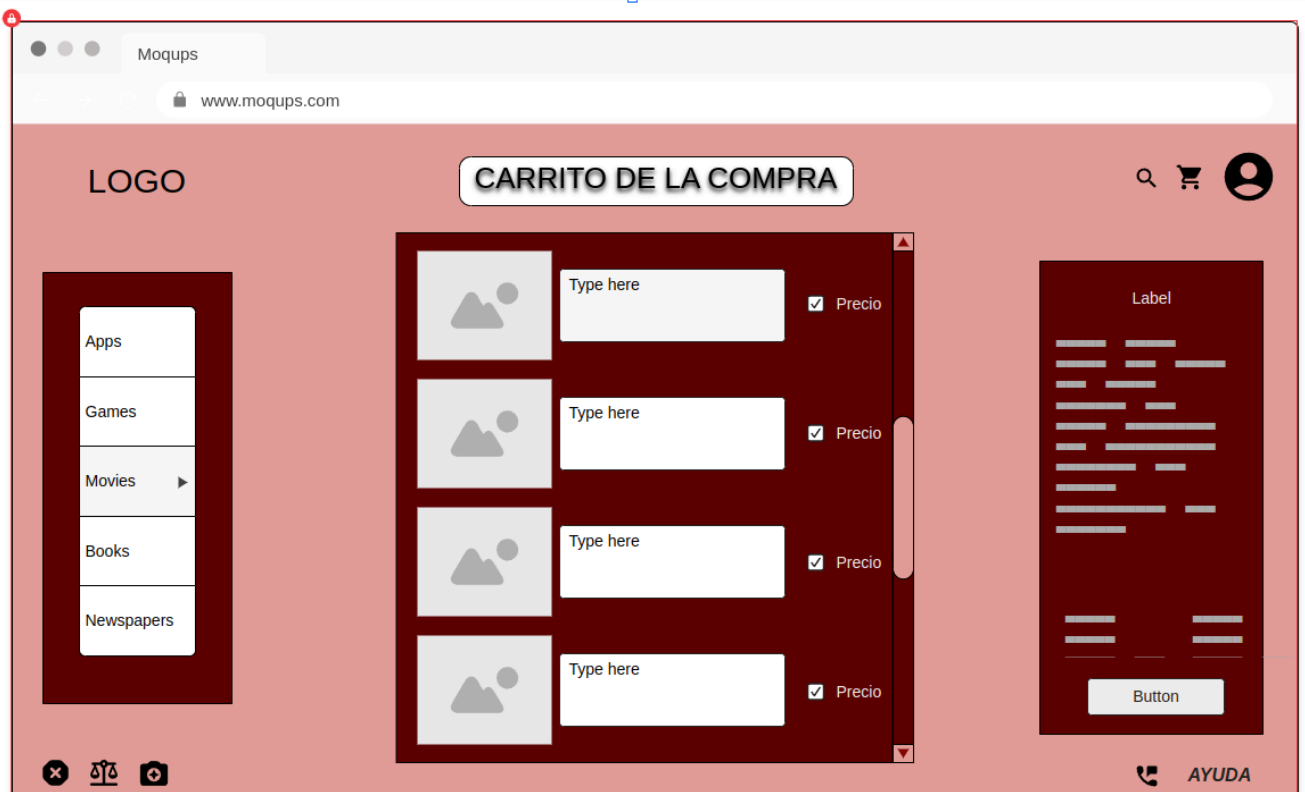 Moqups
www.moqups.com
LOGO
CARRITO DE LA COMPRA
Apps
Games
Movies
Books
Newspapers
Type here
Precio
Type here
Precio
Type here
Precio
Type here
Precio
Label
Button
AYUDA